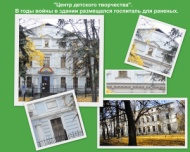 "Центр детского творчества".
В годы войны в здании размещался госпиталь для раненых.